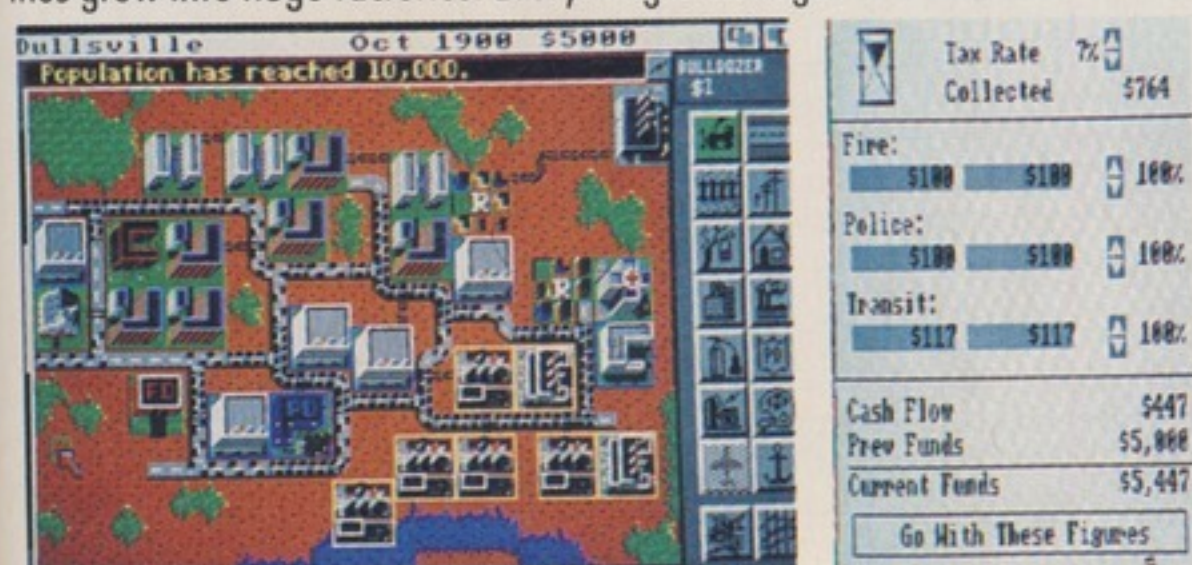 Dullsville Oct 1900 $5000
Population has reached 10,000.
BULLDOZER
$1
R
R
FD
PD
Tax Rate 7%
Collected $764
Fire:
$100 $100 100%
Police:
$100 $100 100%
Transit:
$117 $117 100%
Cash Flow $447
Prev Funds $5,000
Current Funds $5,447
Go With These Figures